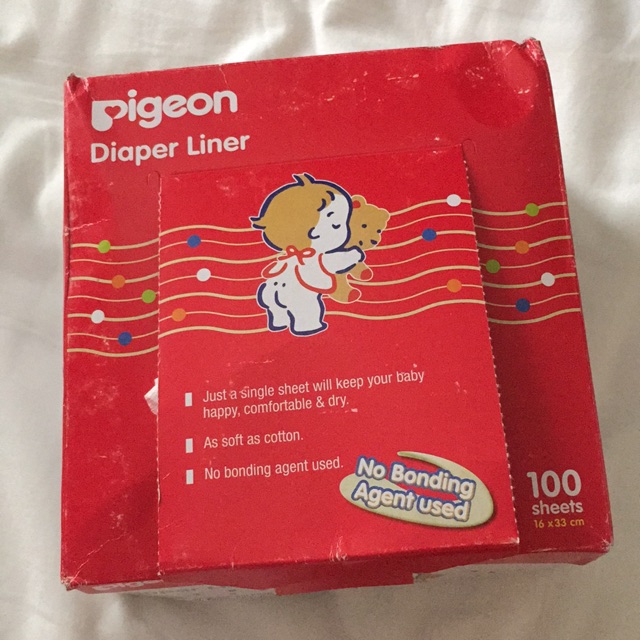 pigeon
Diaper Liner
Just a single sheet will keep your baby
happy, comfortable & dry.
As soft as cotton.
No bonding agent used.
No Bonding
Agent used
100
sheets
16 x 33 cm